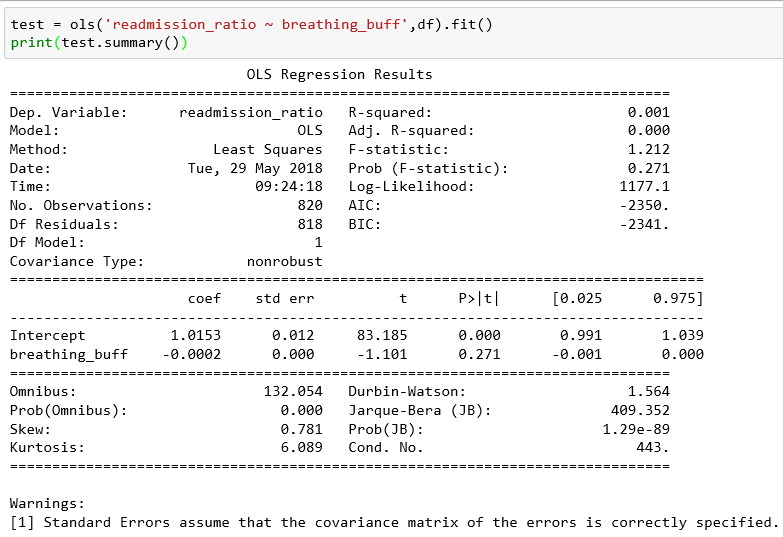 test = ols('readmission_ratio ~ breathing_buff',df).fit()
print(test.summary())
                            OLS Regression Results
==============================================================================
Dep. Variable:      readmission_ratio   R-squared:                       0.001
Model:                            OLS   Adj. R-squared:                  0.000
Method:                 Least Squares   F-statistic:                     1.212
Date:                Tue, 29 May 2018   Prob (F-statistic):              0.271
Time:                        09:24:18   Log-Likelihood:                 1177.1
No. Observations:                 820   AIC:                            -2350.
Df Residuals:                     818   BIC:                            -2341.
Df Model:                           1
Covariance Type:            nonrobust
==================================================================================
                     coef    std err          t      P>|t|      [0.025      0.975]
----------------------------------------------------------------------------------
Intercept          1.0153      0.012     83.185      0.000       0.991       1.039
breathing_buff    -0.0002      0.000     -1.101      0.271      -0.001       0.000
==============================================================================
Omnibus:                      132.054   Durbin-Watson:                   1.564
Prob(Omnibus):                  0.000   Jarque-Bera (JB):              409.352
Skew:                           0.781   Prob(JB):                     1.29e-89
Kurtosis:                       6.089   Cond. No.                         443.
==============================================================================
Warnings:
[1] Standard Errors assume that the covariance matrix of the errors is correctly specified.